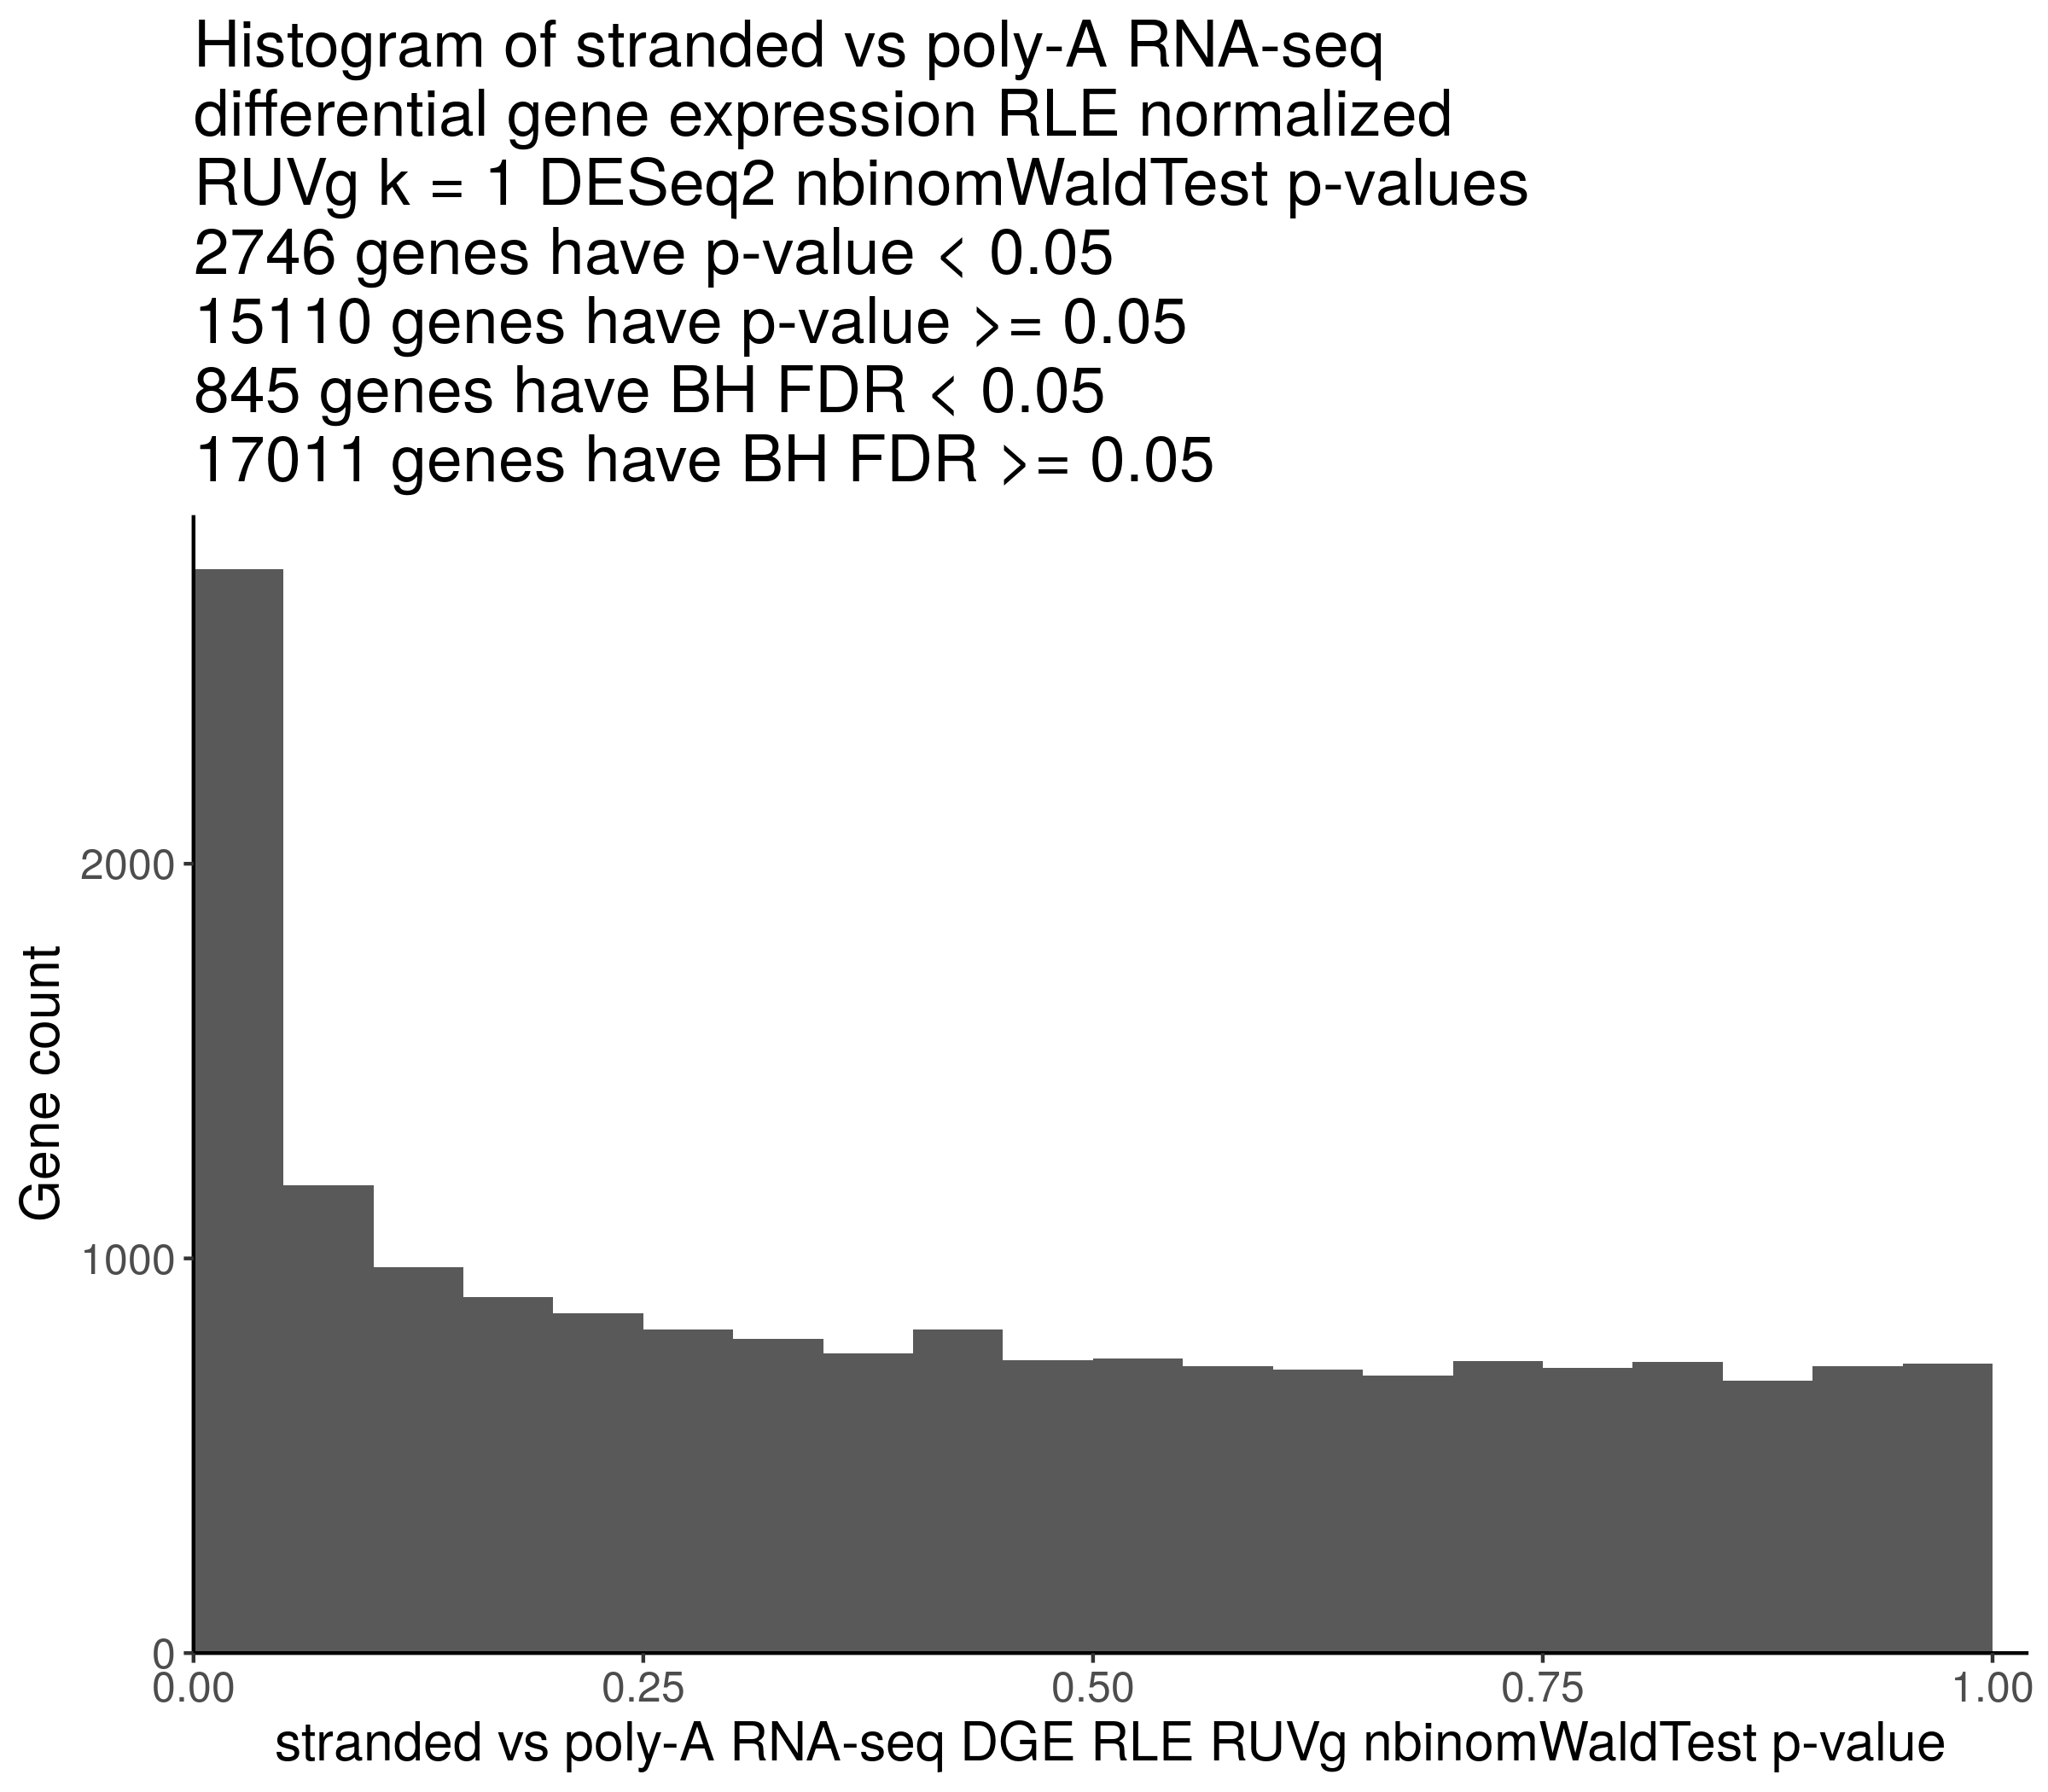 Histogram of stranded vs poly-A RNA-seq
differential gene expression RLE normalized
RUVg k = 1 DESeq2 nbinomWaldTest p-values
2746 genes have p-value < 0.05
15110 genes have p-value >= 0.05
845 genes have BH FDR < 0.05
17011 genes have BH FDR >= 0.05
Gene count
2000
1000
0
0.00 0.25 0.50 0.75 1.00
stranded vs poly-A RNA-seq DGE RLE RUVg nbinomWaldTest p-value